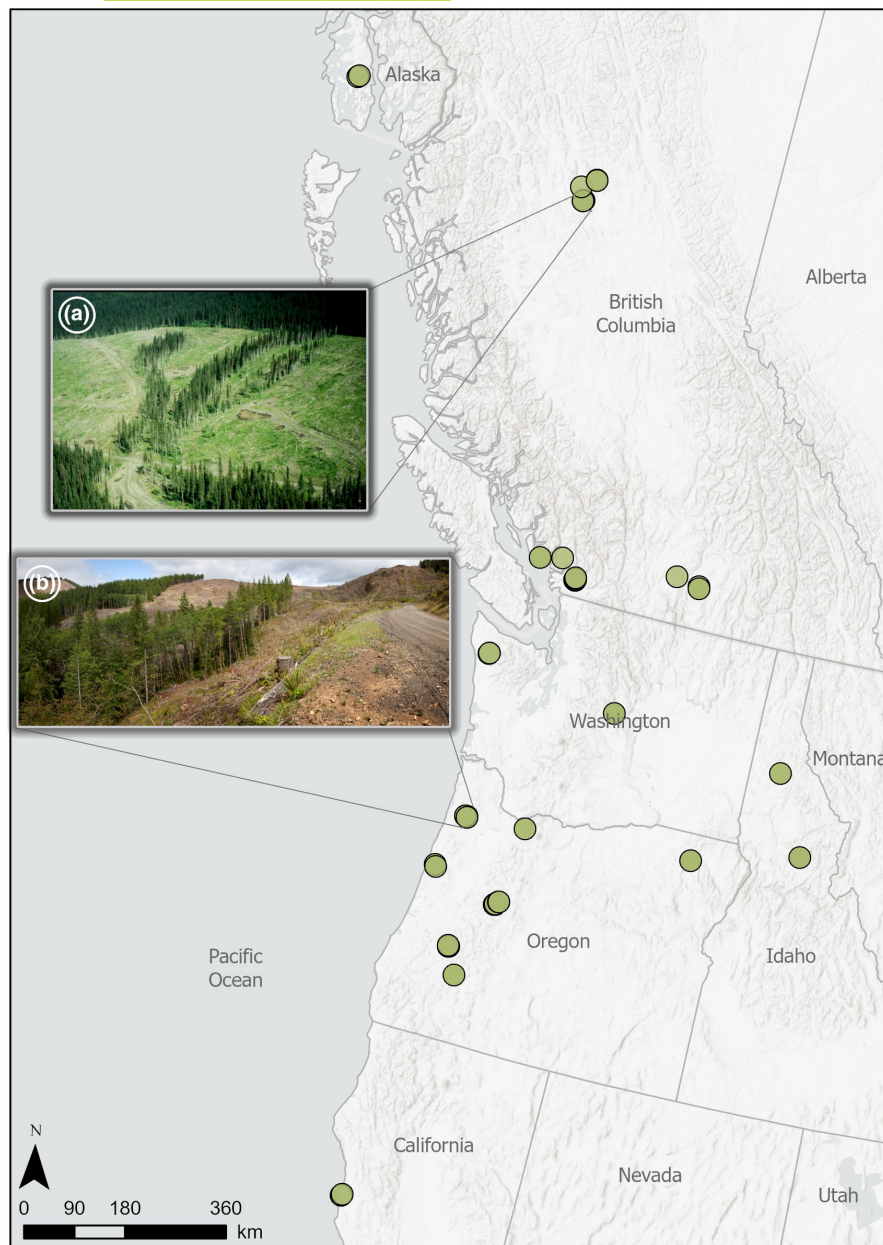 Alaska
Alberta
British
Columbia
(a)
(b)
Washington
Montana
Oregon
Idaho
Pacific
Ocean
California
Nevada
Utah
N
0 90 180 360
km